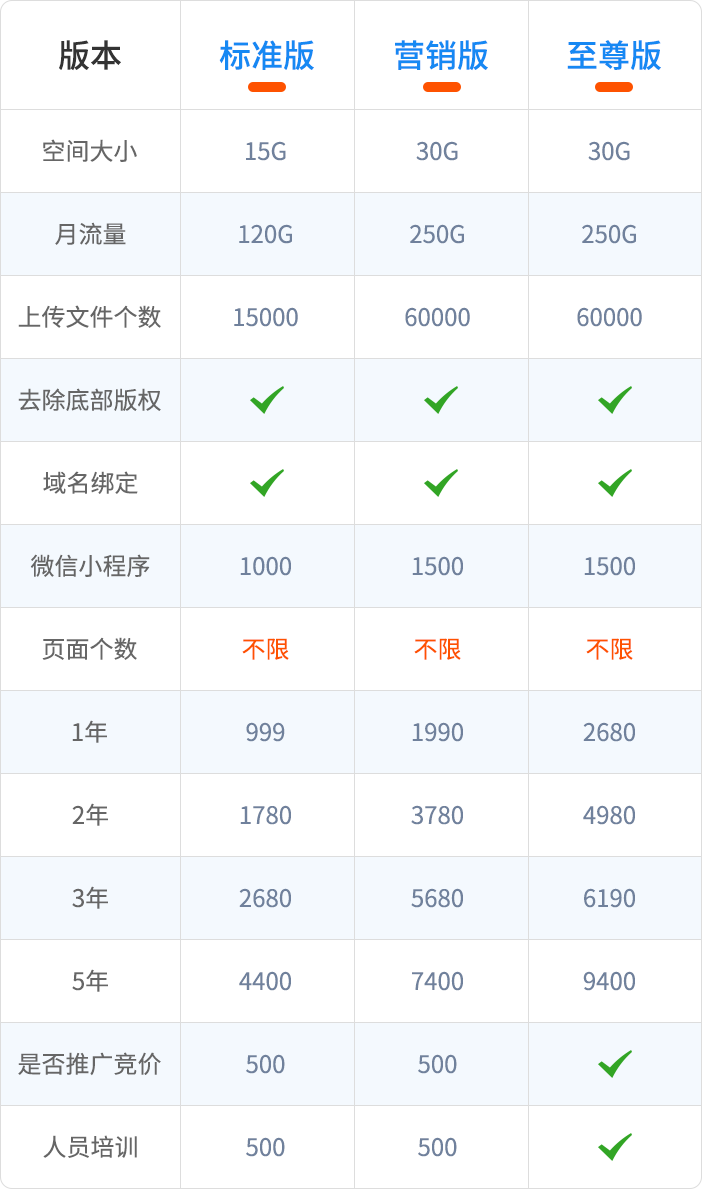 版本 标准版 营销版 至尊版
空间大小 15G 30G 30G
月流量 120G 250G 250G
上传文件个数 15000 60000 60000
去除底部版权
域名绑定
微信小程序 1000 1500 1500
页面个数 不限 不限 不限
1年 999 1990 2680
2年 1780 3780 4980
3年 2680 5680 6190
5年 4400 7400 9400
是否推广竞价 500 500
人员培训 500 500